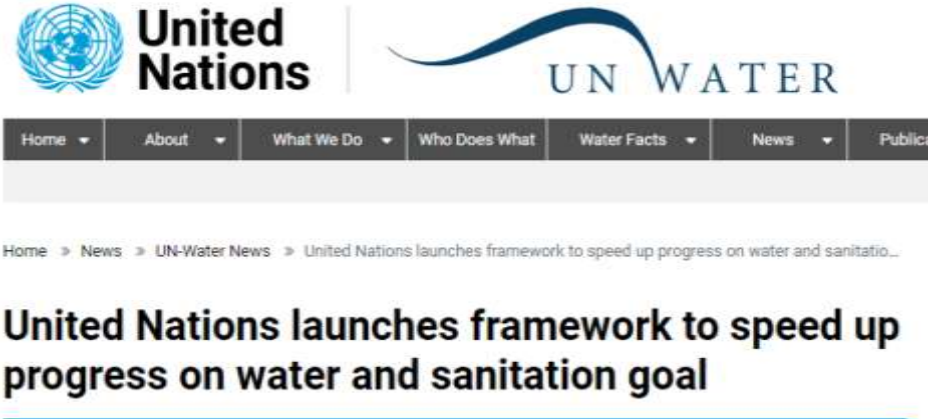 United
Nations
UN WATER
Home About What We Do Who Does What Water Facts News Publica
Home » News » UN-Water News » United Nations launches framework to speed up progress on water and sanitatio...
United Nations launches framework to speed up
progress on water and sanitation goal